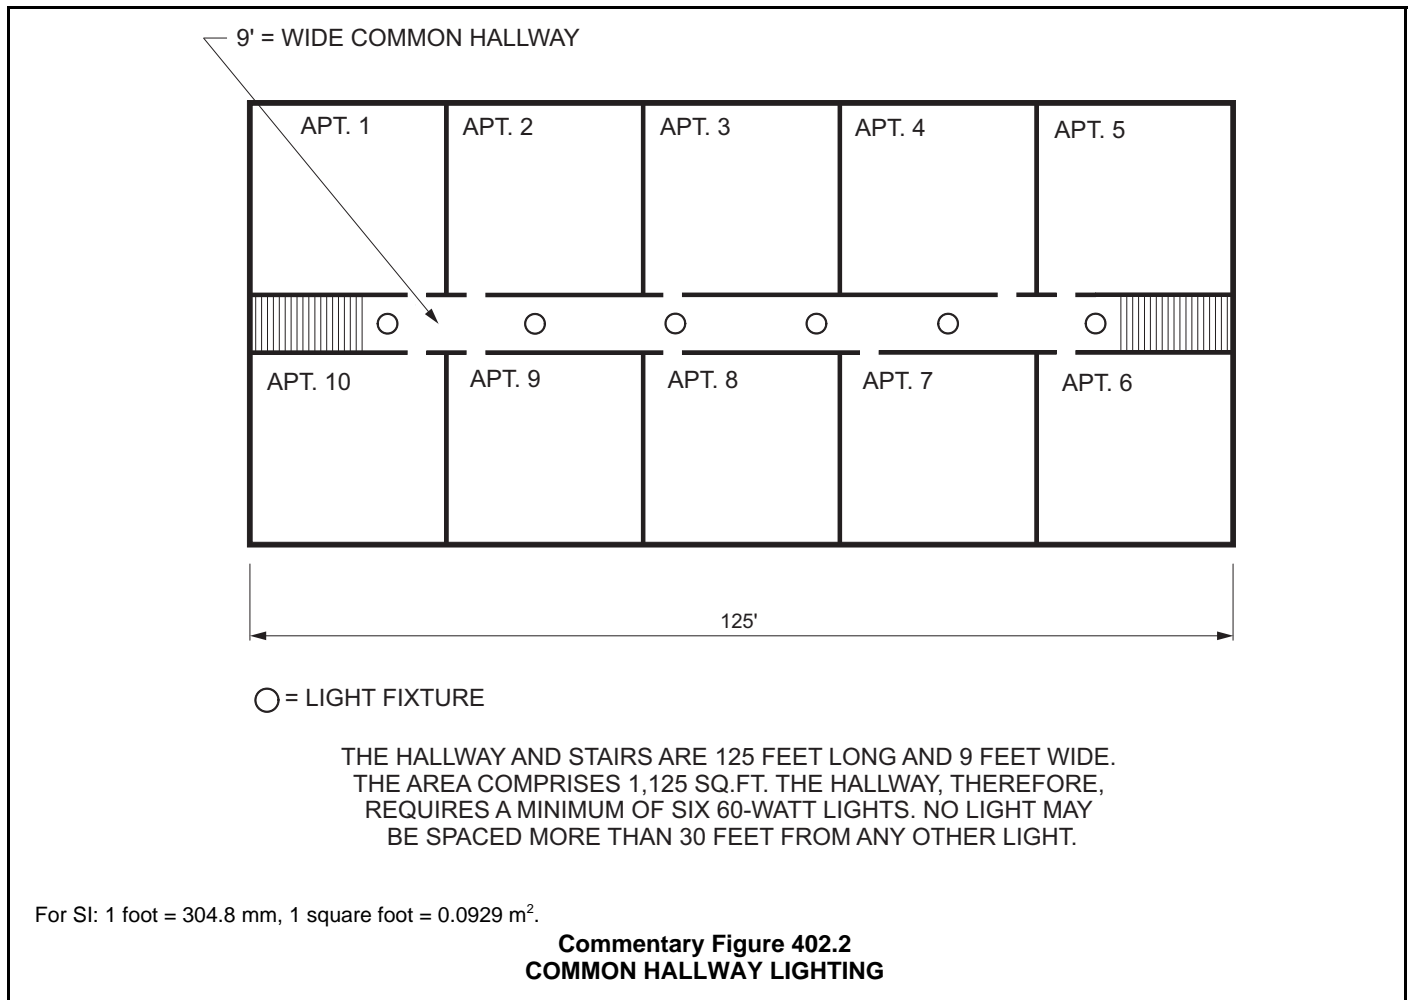 9' = WIDE COMMON HALLWAY
APT. 1 APT. 2 APT. 3 APT. 4 APT. 5
APT. 10 APT. 9 APT. 8 APT. 7 APT. 6
125'
= LIGHT FIXTURE
THE HALLWAY AND STAIRS ARE 125 FEET LONG AND 9 FEET WIDE.
THE AREA COMPRISES 1,125 SQ.FT. THE HALLWAY, THEREFORE,
REQUIRES A MINIMUM OF SIX 60-WATT LIGHTS. NO LIGHT MAY
BE SPACED MORE THAN 30 FEET FROM ANY OTHER LIGHT.
For SI: 1 foot = 304.8 mm, 1 square foot = 0.0929 m².
Commentary Figure 402.2
COMMON HALLWAY LIGHTING